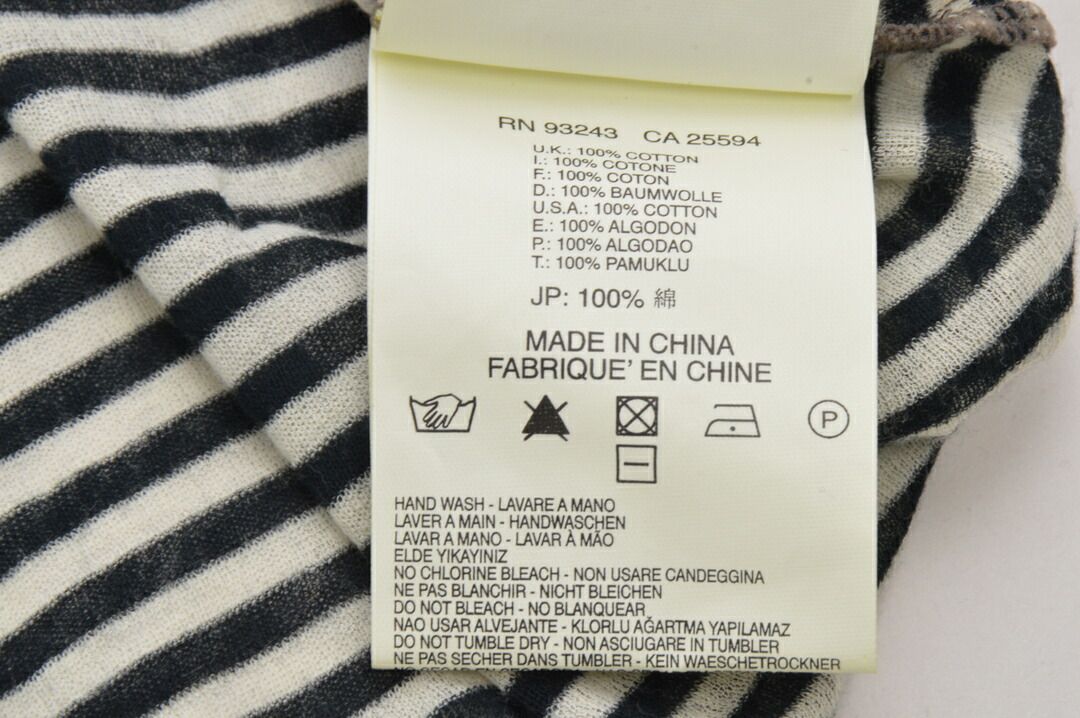 RN 93243 CA 25594
U.K.: 100% COTTON
I.: 100% COTONE
F.: 100% COTON
D.: 100% BAUMWOLLE
U.S.A.: 100% COTTON
E.: 100% ALGODON
P.: 100% ALGODAO
T.: 100% PAMUKLU
JP: 100% 綿
MADE IN CHINA
FABRIQUE' EN CHINE
P
HAND WASH - LAVARE A MANO
LAVER A MAIN - HANDWASCHEN
LAVAR A MANO - LAVAR À MÃO
ELDE YIKAYINIZ
NO CHLORINE BLEACH - NON USARE CANDEGGINA
NE PAS BLANCHIR - NICHT BLEICHEN
DO NOT BLEACH - NO BLANQUEAR
NAO USAR ALVEJANTE - KLORLU AĞARTMA YAPILAMAZ
DO NOT TUMBLE DRY - NON ASCIUGARE IN TUMBLER
NE PAS SECHER DANS TUMBLER - KEIN WAESCHETROCKNER